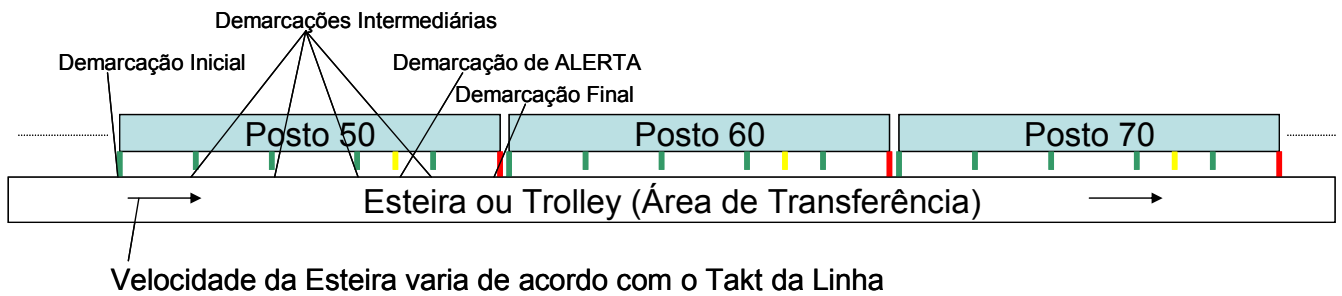 Demarcações Intermediárias
Demarcação Inicial
Demarcação de ALERTA
Demarcação Final
Posto 50
Posto 60
Posto 70
Esteira ou Trolley (Área de Transferência)
Velocidade da Esteira varia de acordo com o Takt da Linha